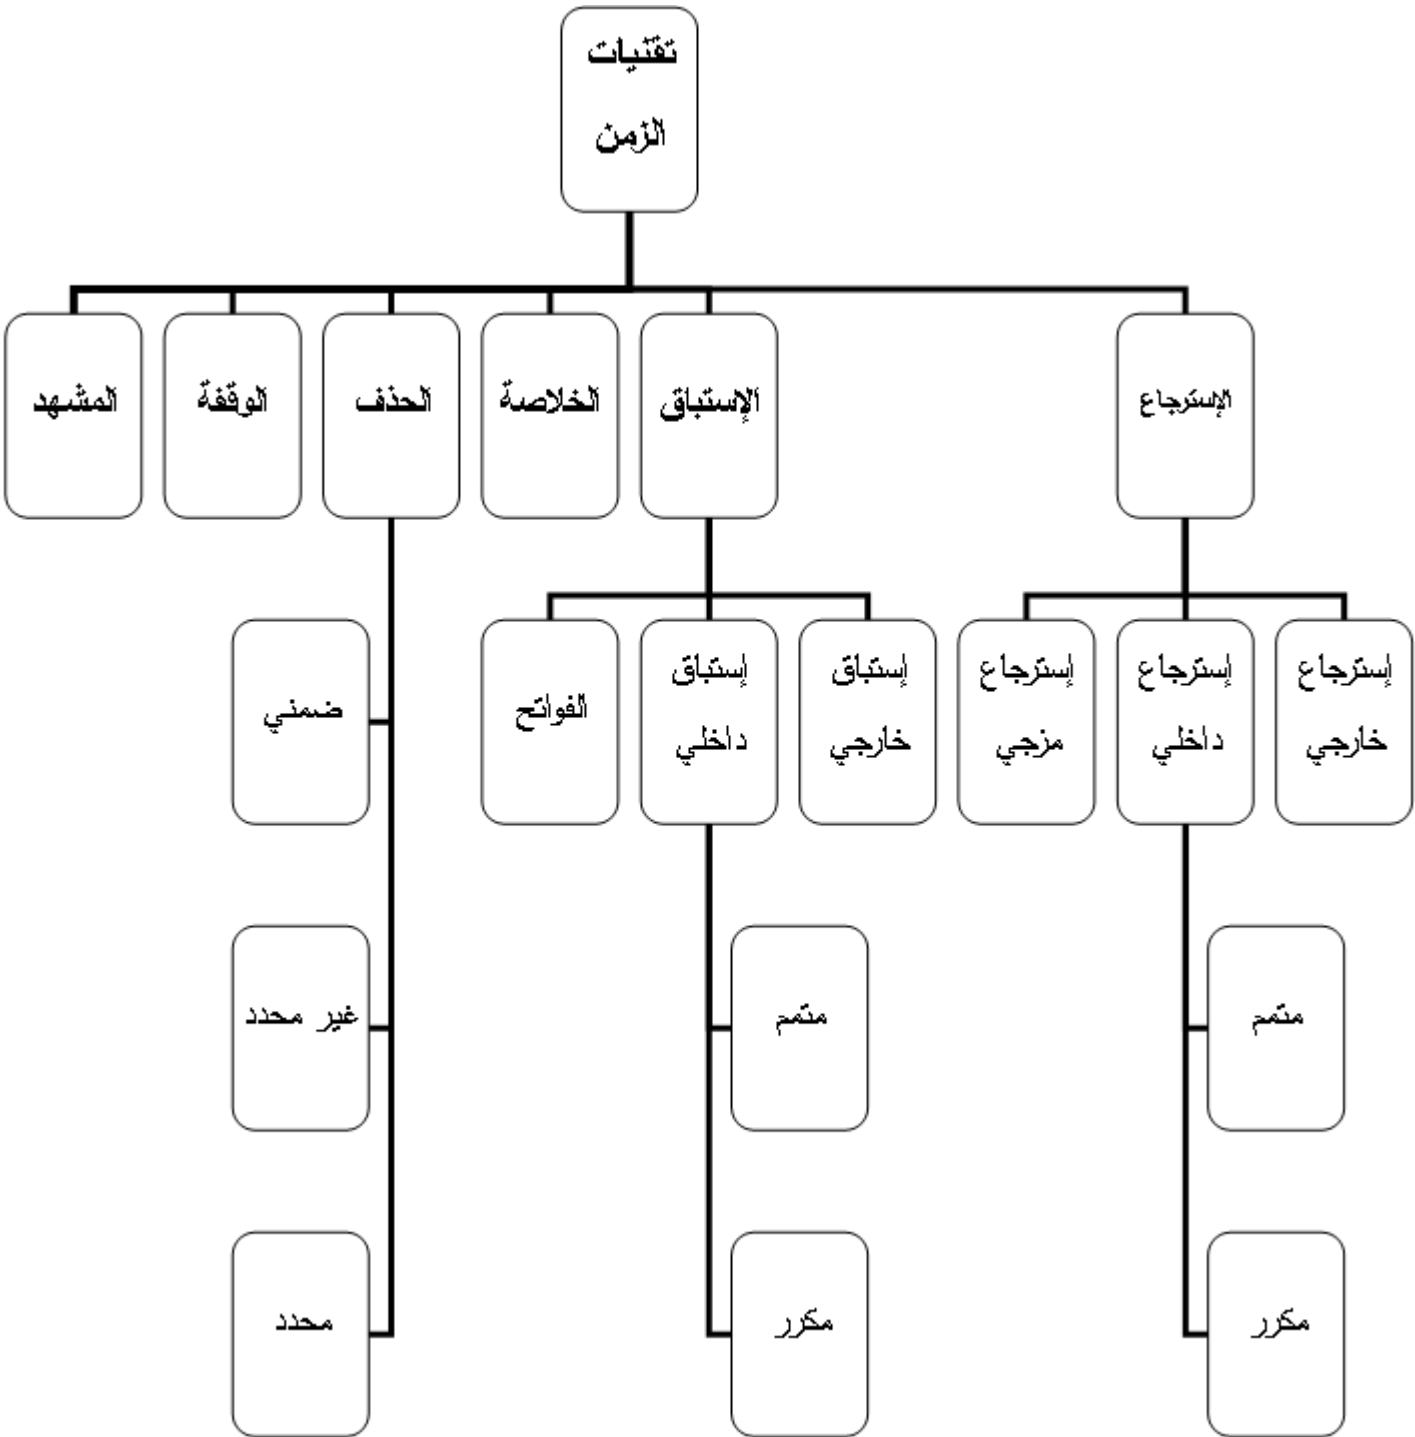 تقنيات
الزمن
الإسترجاع
الإستباق
الخلاصة
الحذف
الوقفة
المشهد
إسترجاع
خارجي
إسترجاع
داخلي
إسترجاع
مزجي
إستباق
خارجي
إستباق
داخلي
الفواتح
ضمني
متمم
متمم
غير محدد
مكرر
مكرر
محدد